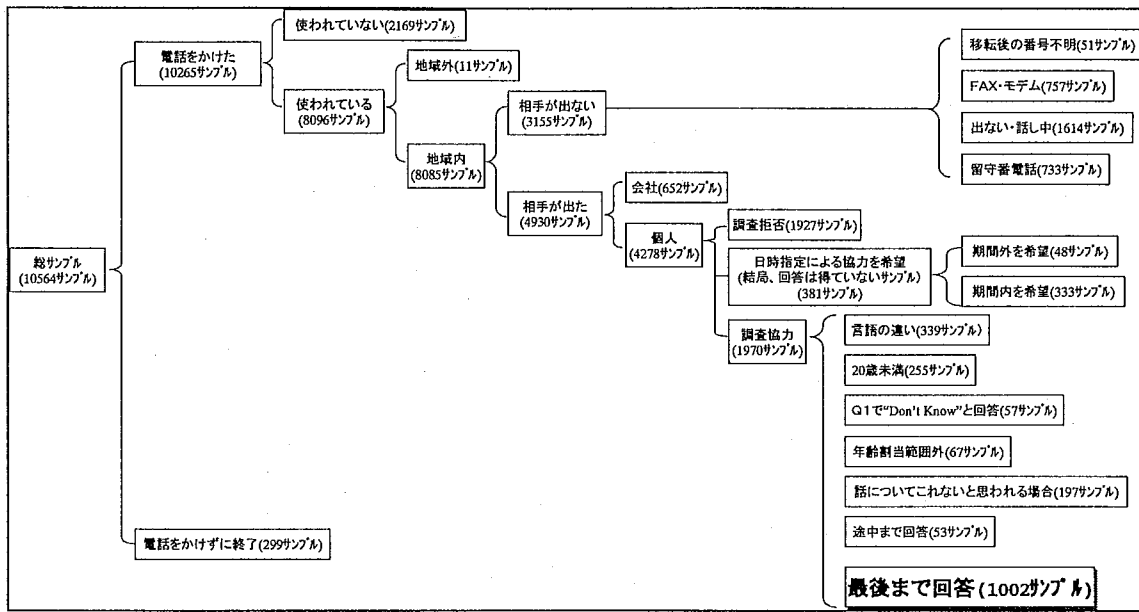 総サンプル
(10564サンプル)
電話をかけた
(10265サンプル)
使われていない(2169サンプル)
使われている
(8096サンプル)
地域外(11サンプル)
地域内
(8085サンプル)
相手が出ない
(3155サンプル)
移転後の番号不明(51サンプル)
FAX・モデム(757サンプル)
出ない・話し中(1614サンプル)
留守番電話(733サンプル)
相手が出た
(4930サンプル)
会社(652サンプル)
個人
(4278サンプル)
調査拒否(1927サンプル)
日時指定による協力を希望
(結局、回答は得ていないサンプル)
(381サンプル)
期間外を希望(48サンプル)
期間内を希望(333サンプル)
調査協力
(1970サンプル)
言語の違い(339サンプル)
20歳未満(255サンプル)
Q1で“Don't Know”と回答(57サンプル)
年齢割当範囲外(67サンプル)
話についてこれないと思われる場合(197サンプル)
途中まで回答(53サンプル)
最後まで回答(1002サンプル)
電話をかけずに終了(299サンプル)